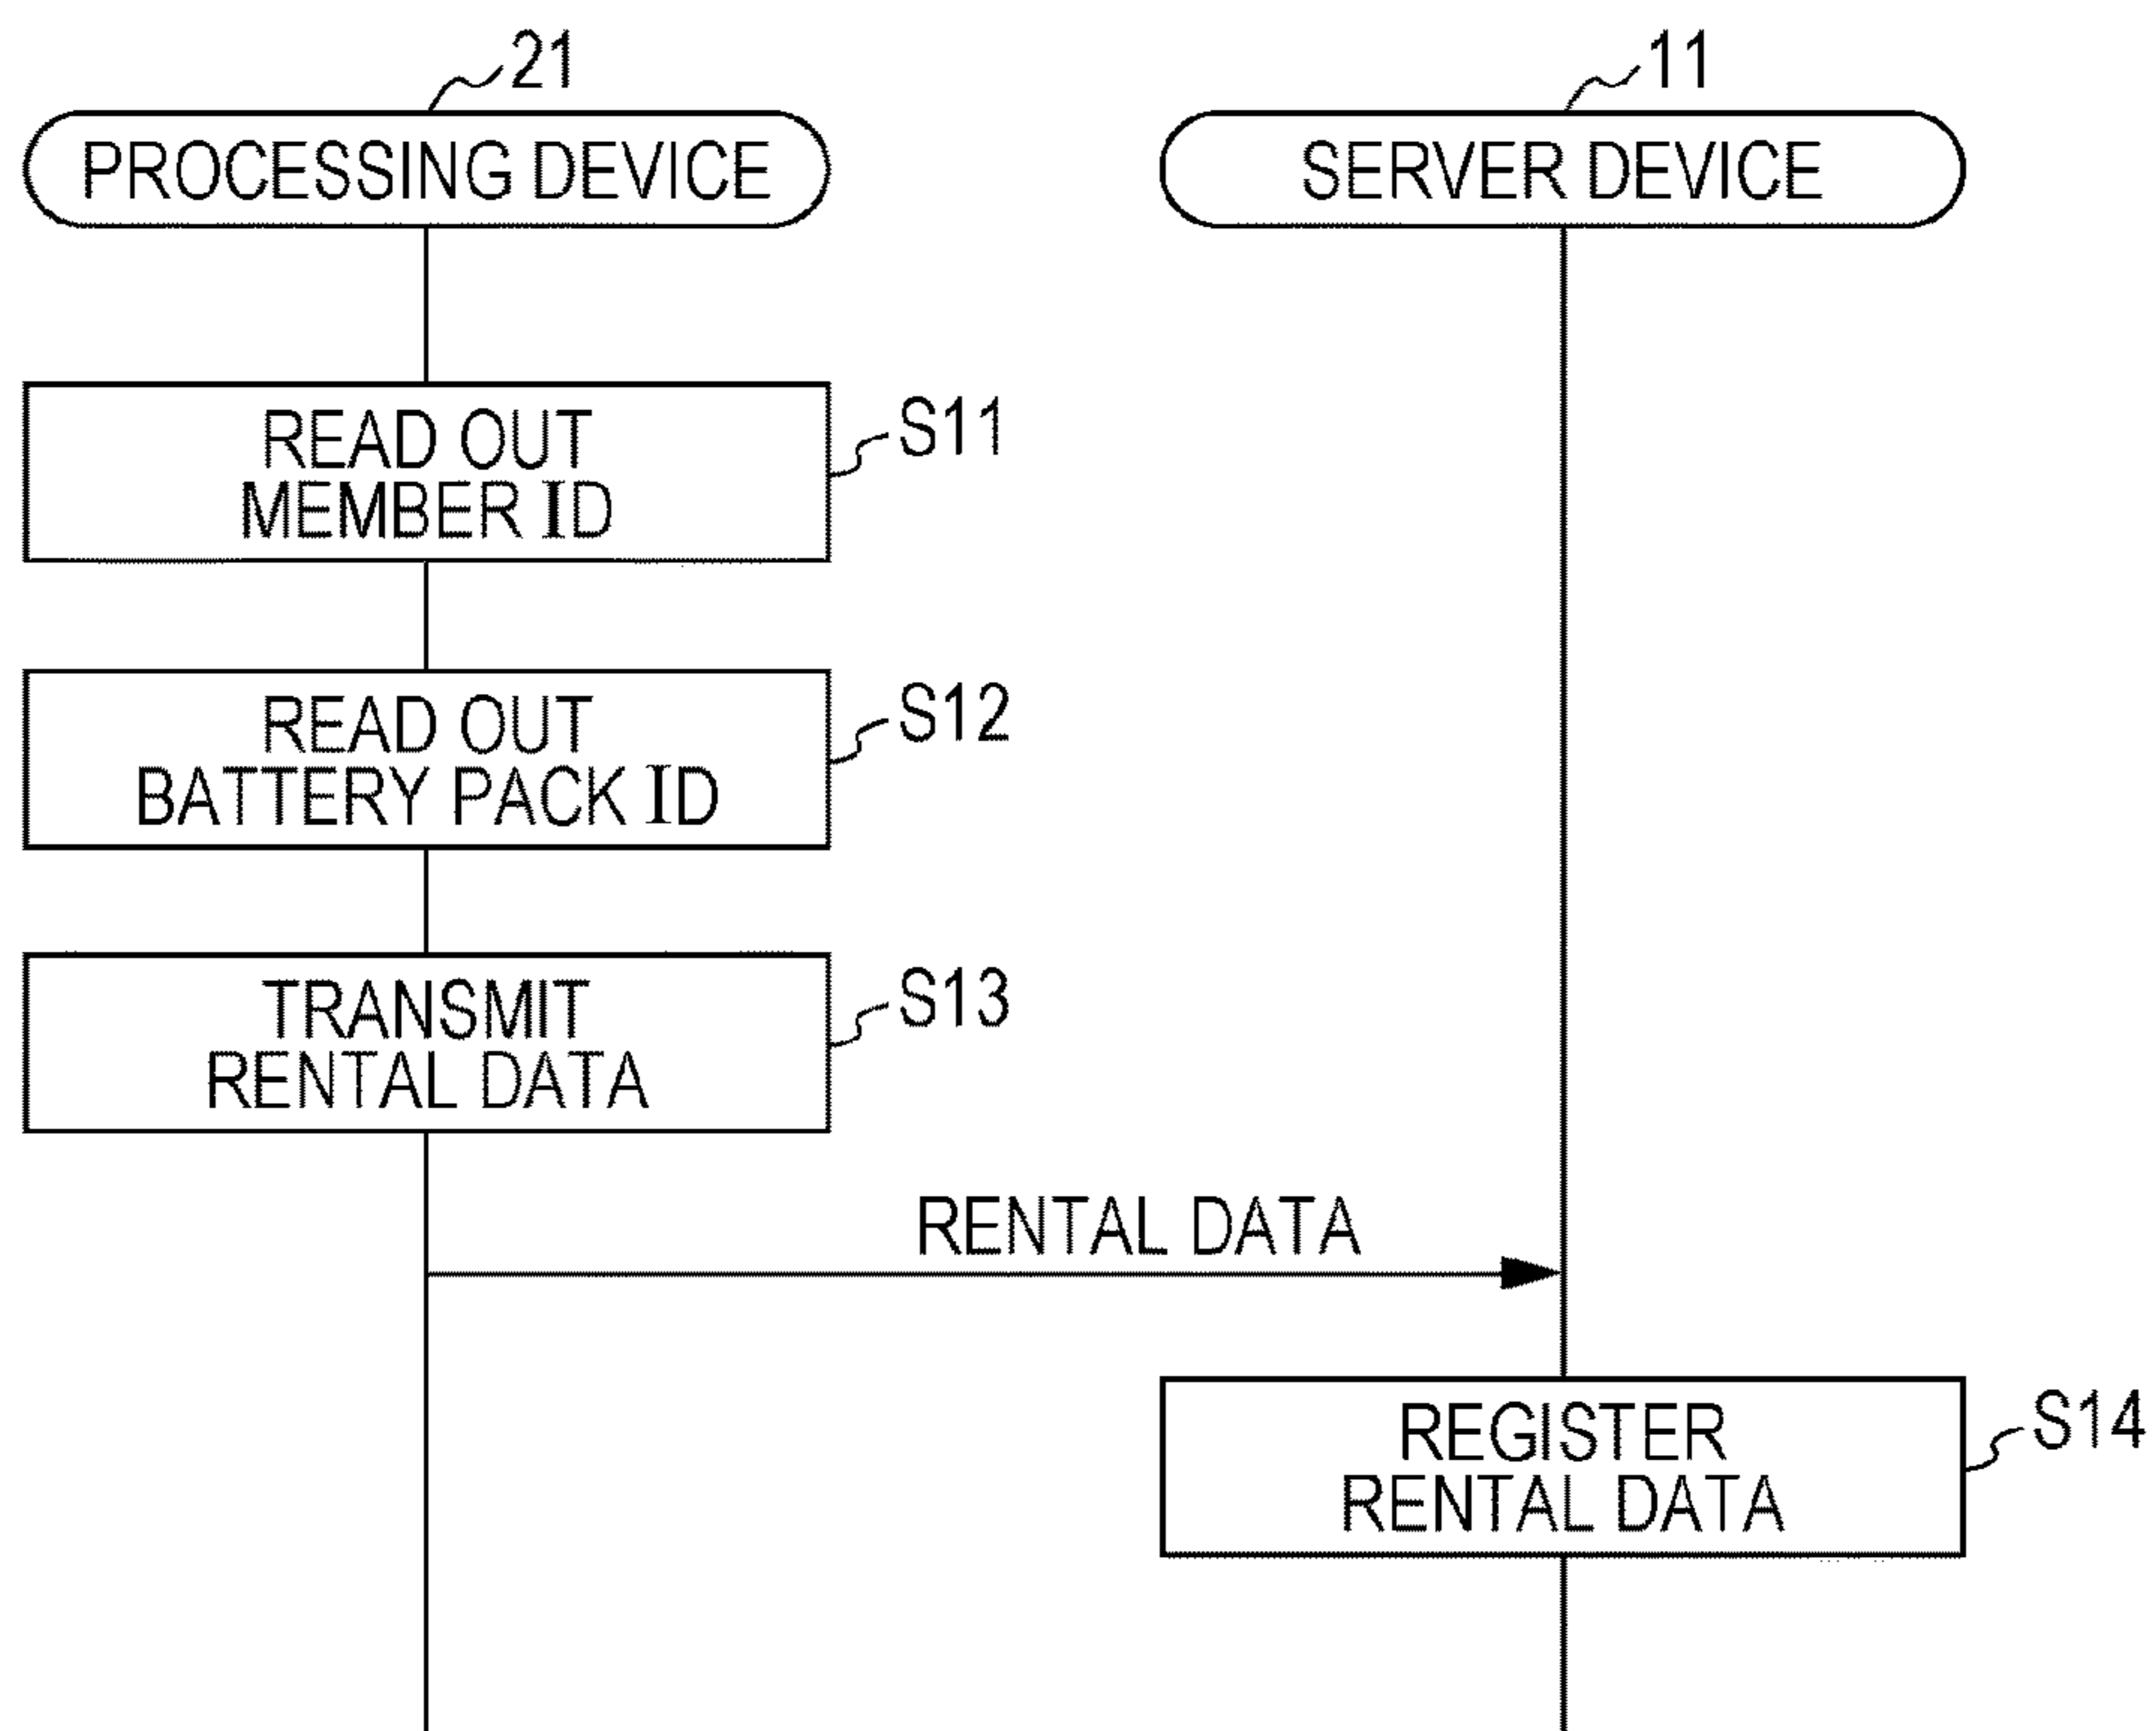 21
11
PROCESSING DEVICE
SERVER DEVICE
READ OUT
MEMBER ID
S11
READ OUT
BATTERY PACK ID
S12
TRANSMIT
RENTAL DATA
S13
RENTAL DATA
REGISTER
RENTAL DATA
S14